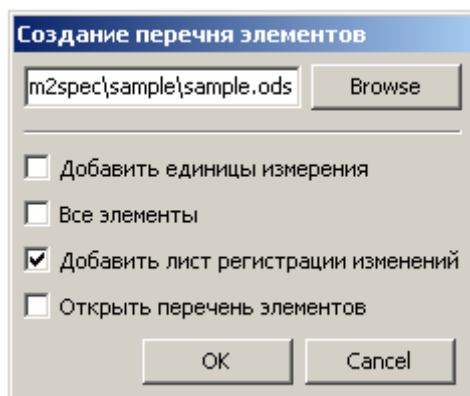 Создание перечня элементов
m2spec\sample\sample.ods Browse
Добавить единицы измерения
Все элементы
Добавить лист регистрации изменений
Открыть перечень элементов
OK Cancel